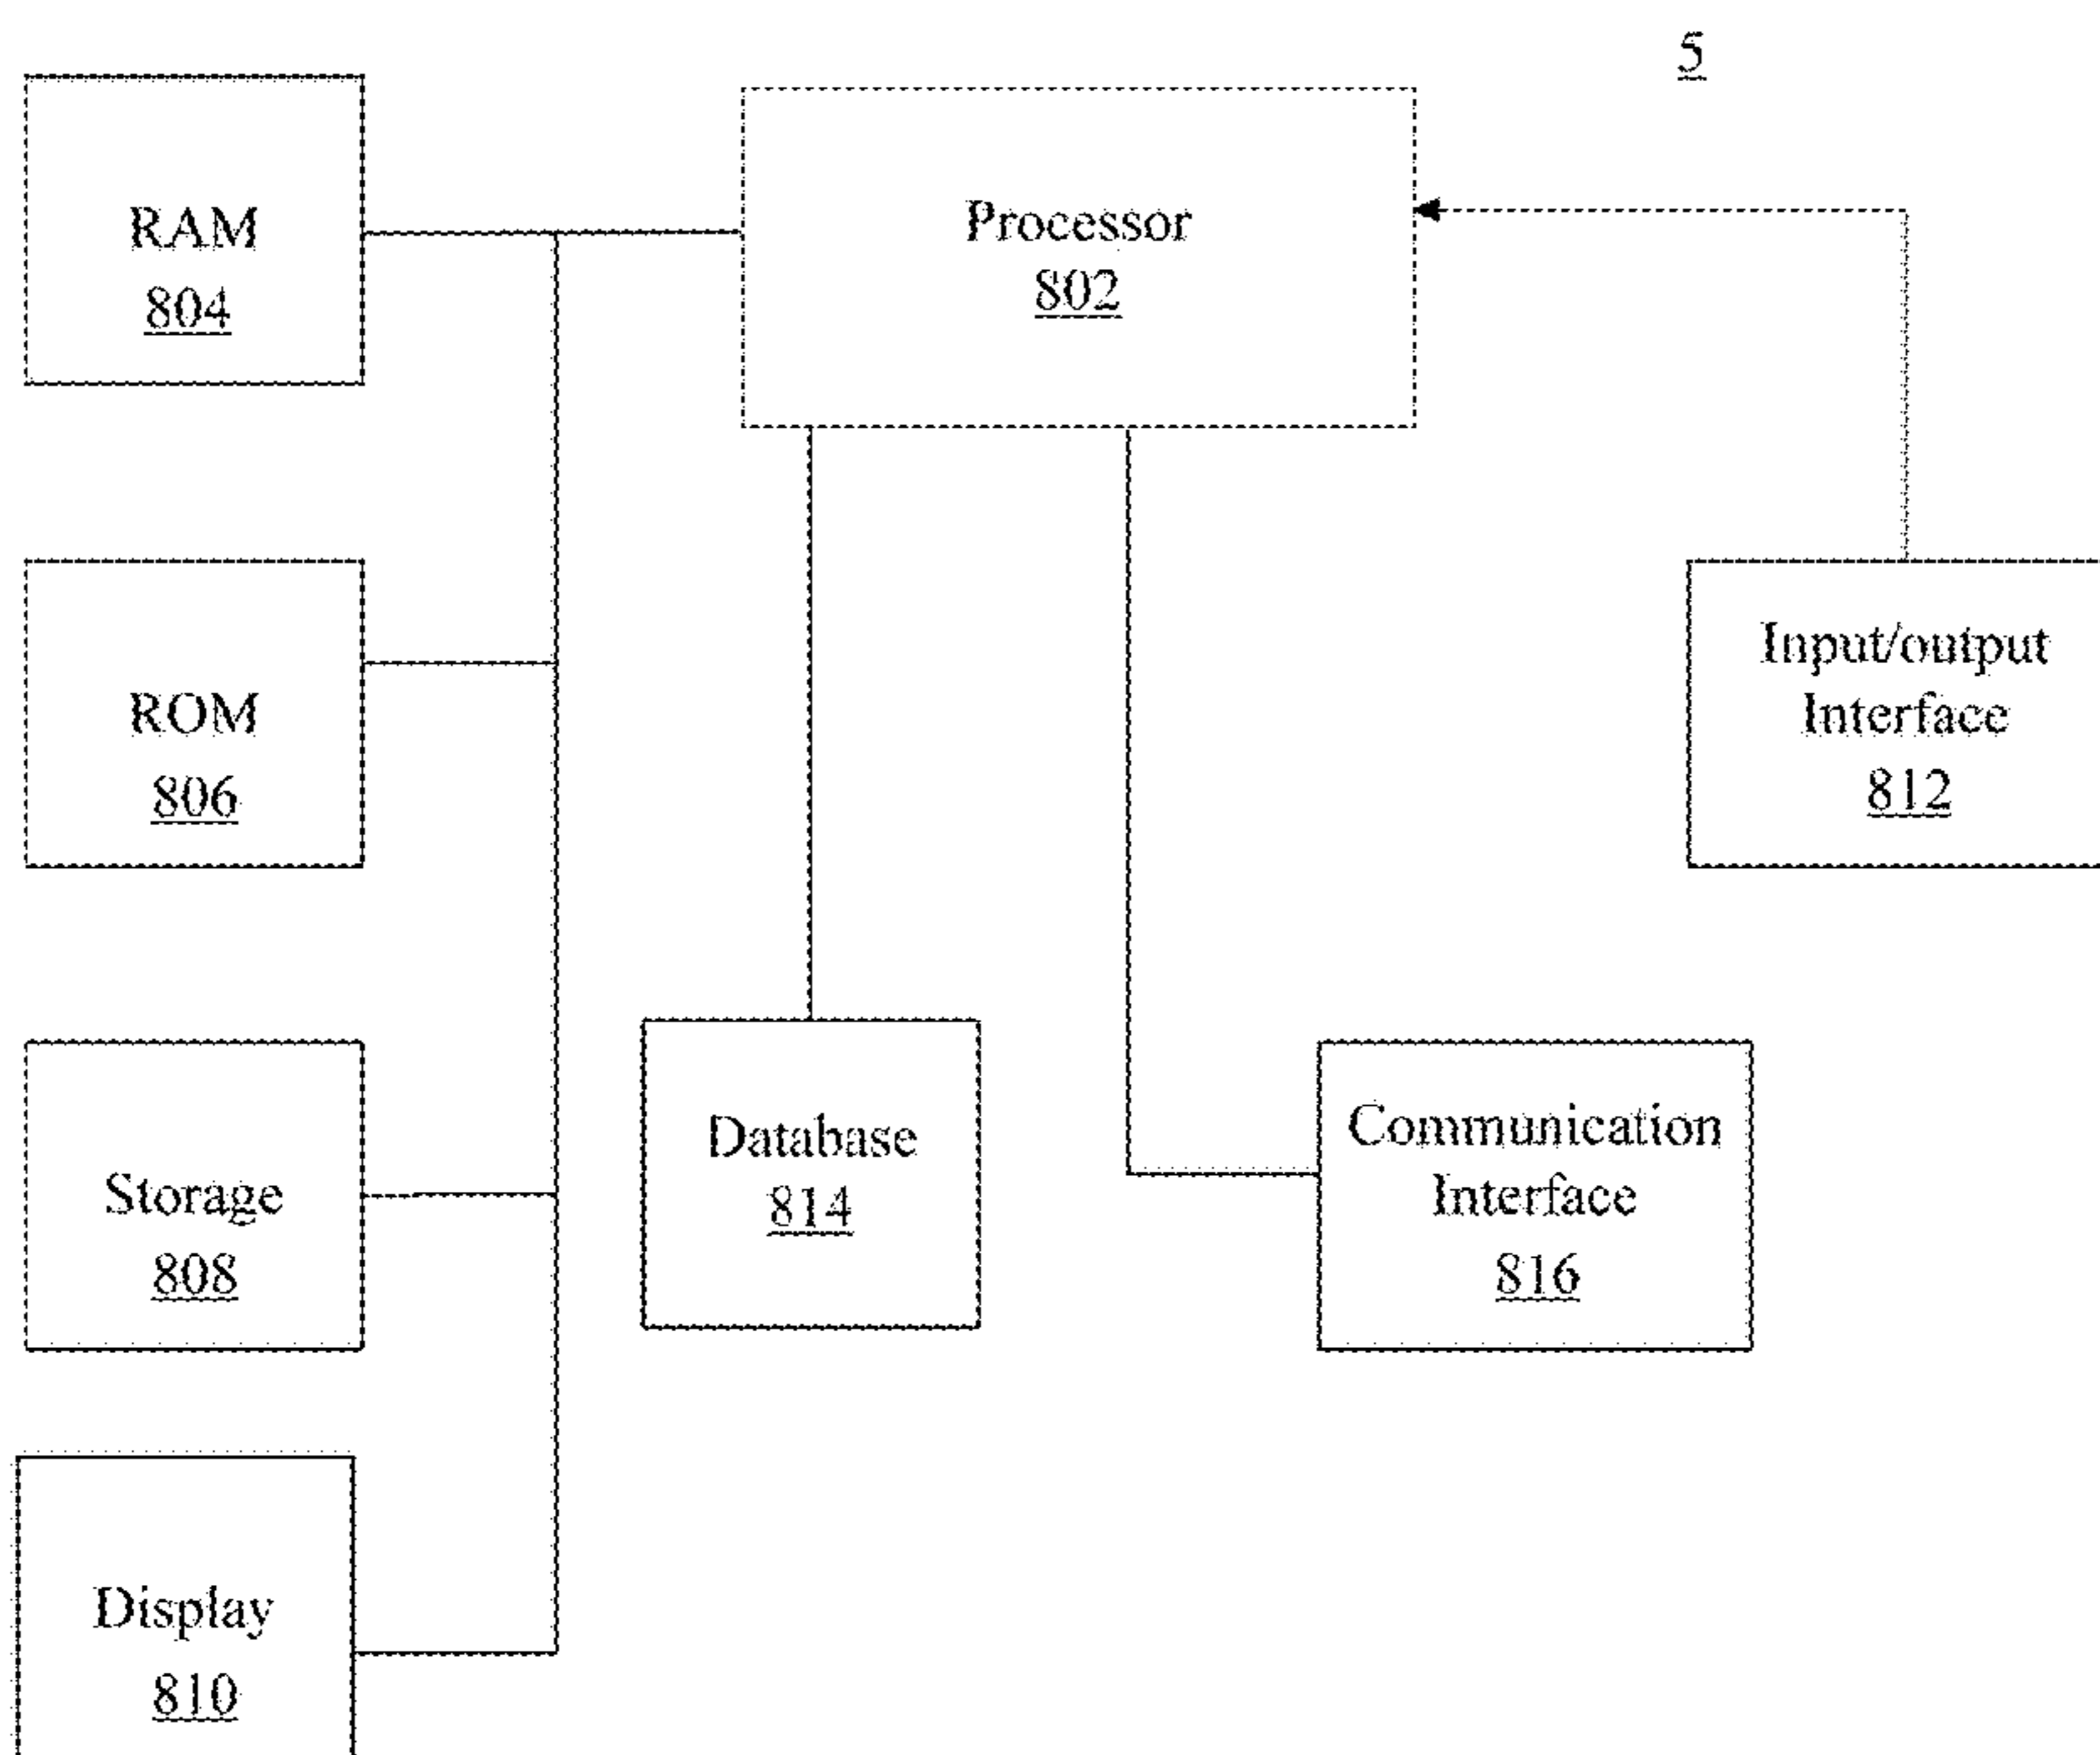 5
RAM
804
Processor
802
ROM
806
Input/output
Interface
812
Storage
808
Database
814
Communication
Interface
816
Display
810